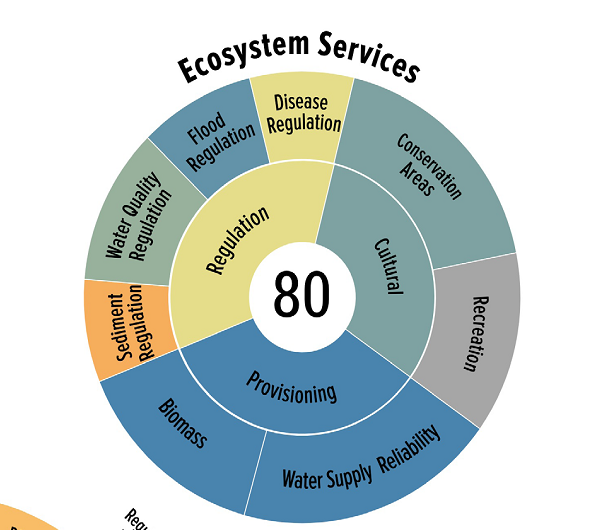 Ecosystem Services
Disease
Regulation
Flood
Regulation
Conservation
Areas
Water Quality
Regulation
Regulation
Cultural
80
Sediment
Regulation
Recreation
Provisioning
Biomass
Water Supply Reliability